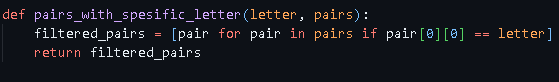 def pairs_with_spesific_letter(letter, pairs):
    filtered_pairs = [pair for pair in pairs if pair[0][0] == letter]
    return filtered_pairs